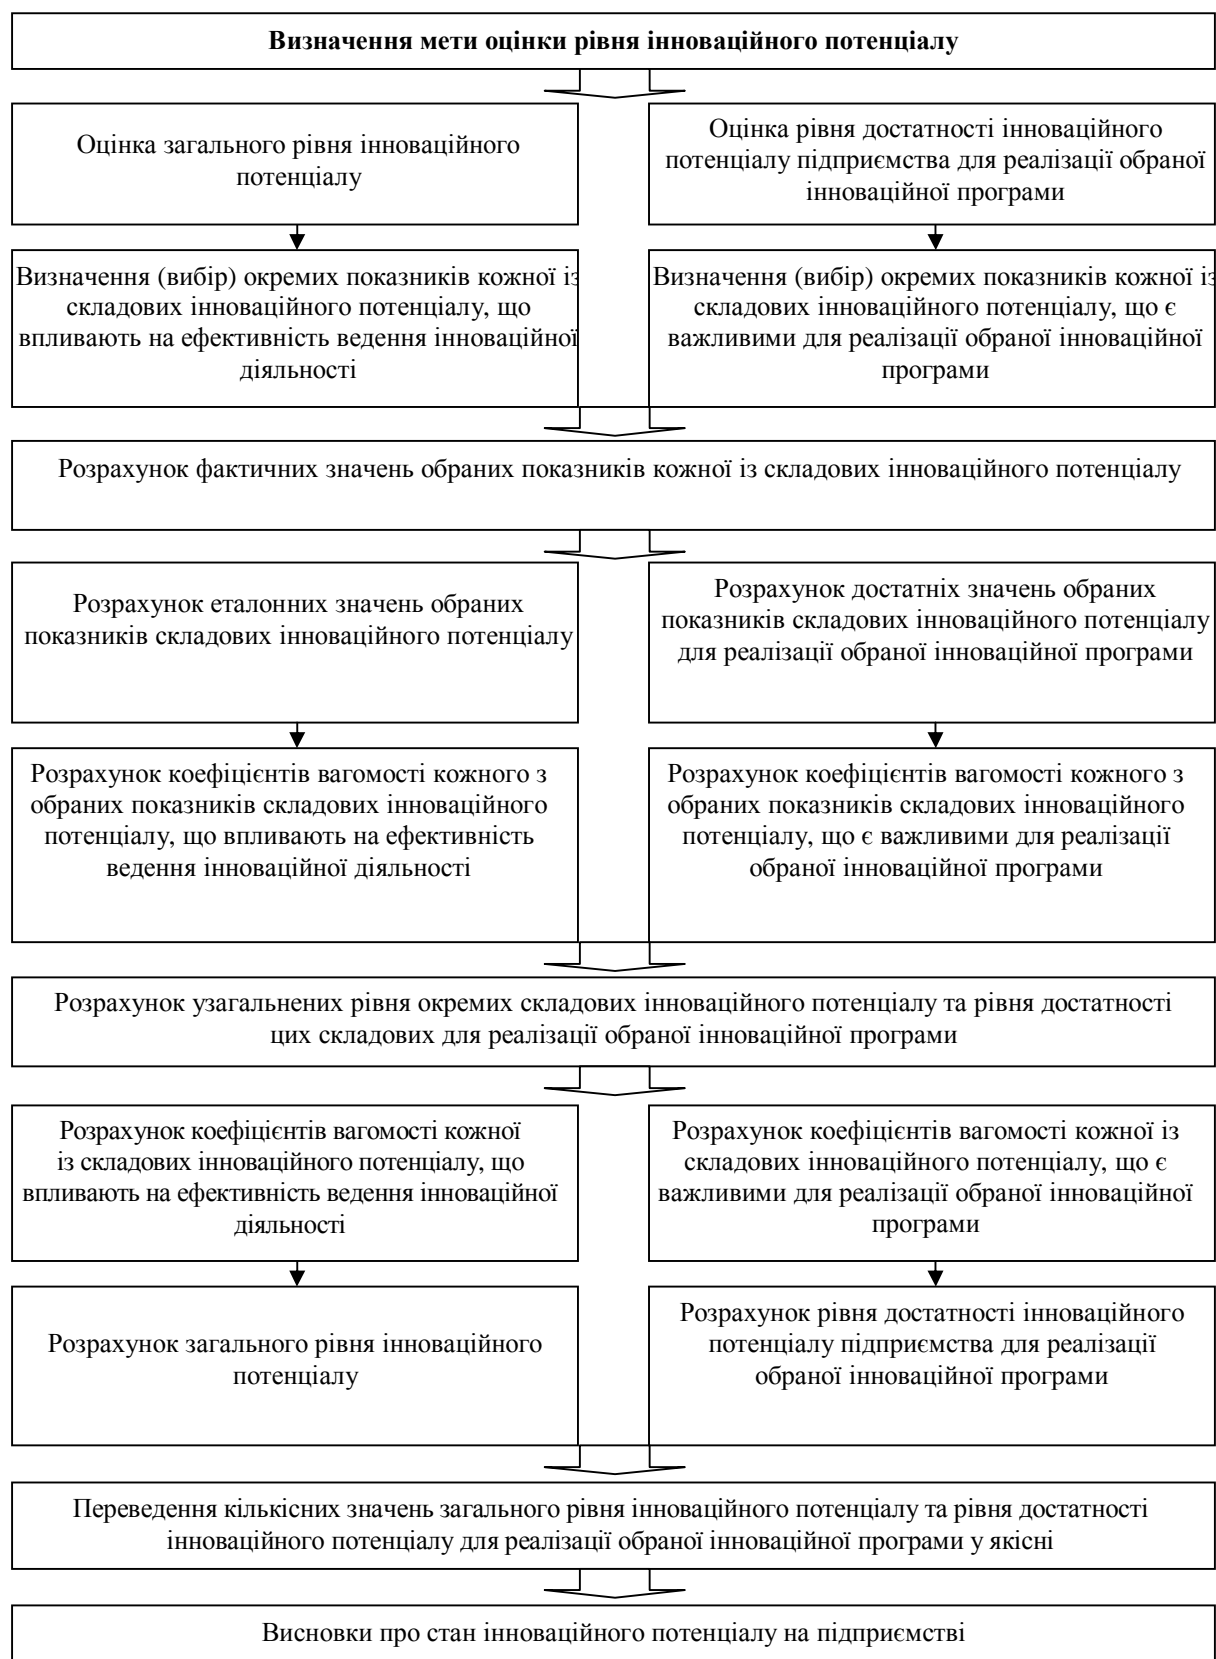 Визначення мети оцінки рівня інноваційного потенціалу
Оцінка загального рівня інноваційного
потенціалу
Оцінка рівня достатності інноваційного
потенціалу підприємства для реалізації обраної
інноваційної програми
Визначення (вибір) окремих показників кожної із
складових інноваційного потенціалу, що
впливають на ефективність ведення інноваційної
діяльності
Визначення (вибір) окремих показників кожної із
складових інноваційного потенціалу, що є
важливими для реалізації обраної інноваційної
програми
Розрахунок фактичних значень обраних показників кожної із складових інноваційного потенціалу
Розрахунок еталонних значень обраних
показників складових інноваційного потенціалу
Розрахунок достатніх значень обраних
показників складових інноваційного потенціалу
для реалізації обраної інноваційної програми
Розрахунок коефіцієнтів вагомості кожного з
обраних показників складових інноваційного
потенціалу, що впливають на ефективність
ведення інноваційної діяльності
Розрахунок коефіцієнтів вагомості кожного з
обраних показників складових інноваційного
потенціалу, що є важливими для реалізації
обраної інноваційної програми
Розрахунок узагальнених рівня окремих складових інноваційного потенціалу та рівня достатності
цих складових для реалізації обраної інноваційної програми
Розрахунок коефіцієнтів вагомості кожної
із складових інноваційного потенціалу, що
впливають на ефективність ведення інноваційної
діяльності
Розрахунок коефіцієнтів вагомості кожної із
складових інноваційного потенціалу, що є
важливими для реалізації обраної інноваційної
програми
Розрахунок загального рівня інноваційного
потенціалу
Розрахунок рівня достатності інноваційного
потенціалу підприємства для реалізації
обраної інноваційної програми
Переведення кількісних значень загального рівня інноваційного потенціалу та рівня достатності
інноваційного потенціалу для реалізації обраної інноваційної програми у якісні
Висновки про стан інноваційного потенціалу на підприємстві